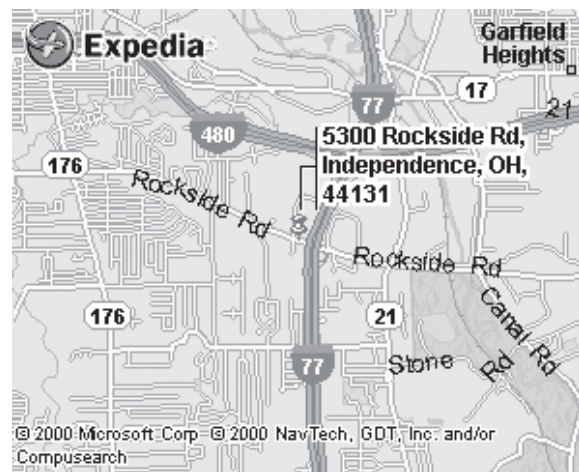 Expedia
Garfield
Heights
77
17
21
480
5300 Rockside Rd,
Independence, OH,
44131
176
Rockside Rd
Rockside Rd
176
21
Canal Rd
77
Stone Rd
© 2000 Microsoft Corp © 2000 NavTech, GDT, Inc. and/or
Compusearch